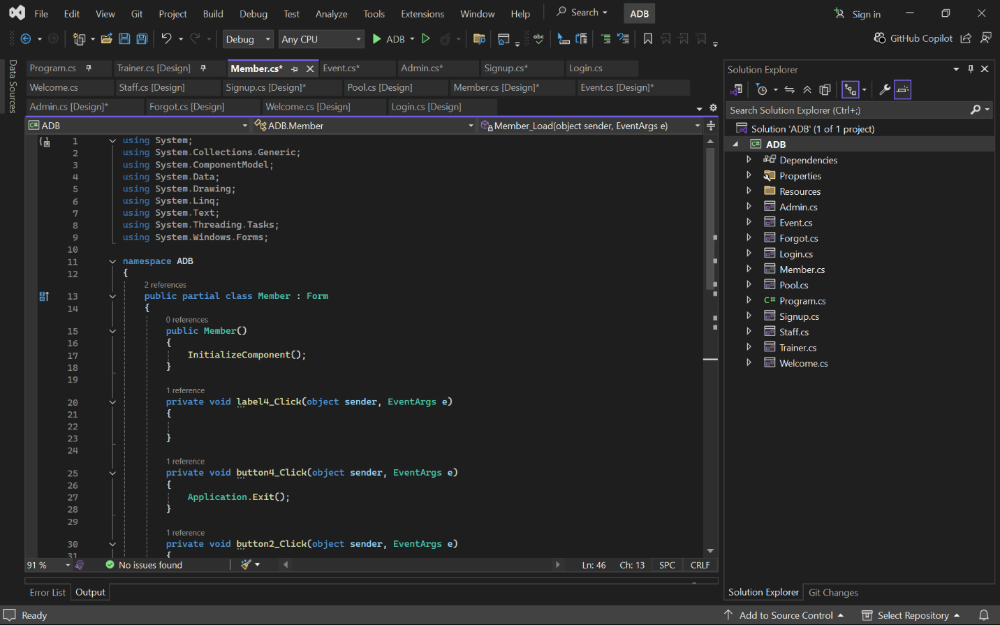 File Edit View Git Project Build Debug Test Analyze Tools Extensions Window Help Search ADB Sign in
Debug Any CPU ADB GitHub Copilot
Data Sources
Program.cs Trainer.cs [Design] Member.cs* Event.cs* Admin.cs* Signup.cs* Login.cs
Welcome.cs Staff.cs [Design] Signup.cs [Design]* Pool.cs [Design] Member.cs [Design]* Event.cs [Design]*
Admin.cs [Design]* Forgot.cs [Design] Welcome.cs [Design] Login.cs [Design]
C# ADB ADB.Member Member_Load(object sender, EventArgs e)
1 using System;
2 using System.Collections.Generic;
3 using System.ComponentModel;
4 using System.Data;
5 using System.Drawing;
6 using System.Linq;
7 using System.Text;
8 using System.Threading.Tasks;
9 using System.Windows.Forms;
10
11 namespace ADB
12 {
2 references
13 public partial class Member : Form
14 {
0 references
15 public Member()
16 {
17 InitializeComponent();
18 }
19
1 reference
20 private void label4_Click(object sender, EventArgs e)
21 {
22
23 }
24
1 reference
25 private void button4_Click(object sender, EventArgs e)
26 {
27 Application.Exit();
28 }
29
1 reference
30 private void button2_Click(object sender, EventArgs e)
31 {
91 % No issues found Ln: 46 Ch: 13 SPC CRLF
Error List Output
Solution Explorer
Search Solution Explorer (Ctrl+;)
Solution 'ADB' (1 of 1 project)
C# ADB
Dependencies
Properties
Resources
Admin.cs
Event.cs
Forgot.cs
Login.cs
Member.cs
Pool.cs
C# Program.cs
Signup.cs
Staff.cs
Trainer.cs
Welcome.cs
Solution Explorer Git Changes
Ready Add to Source Control Select Repository